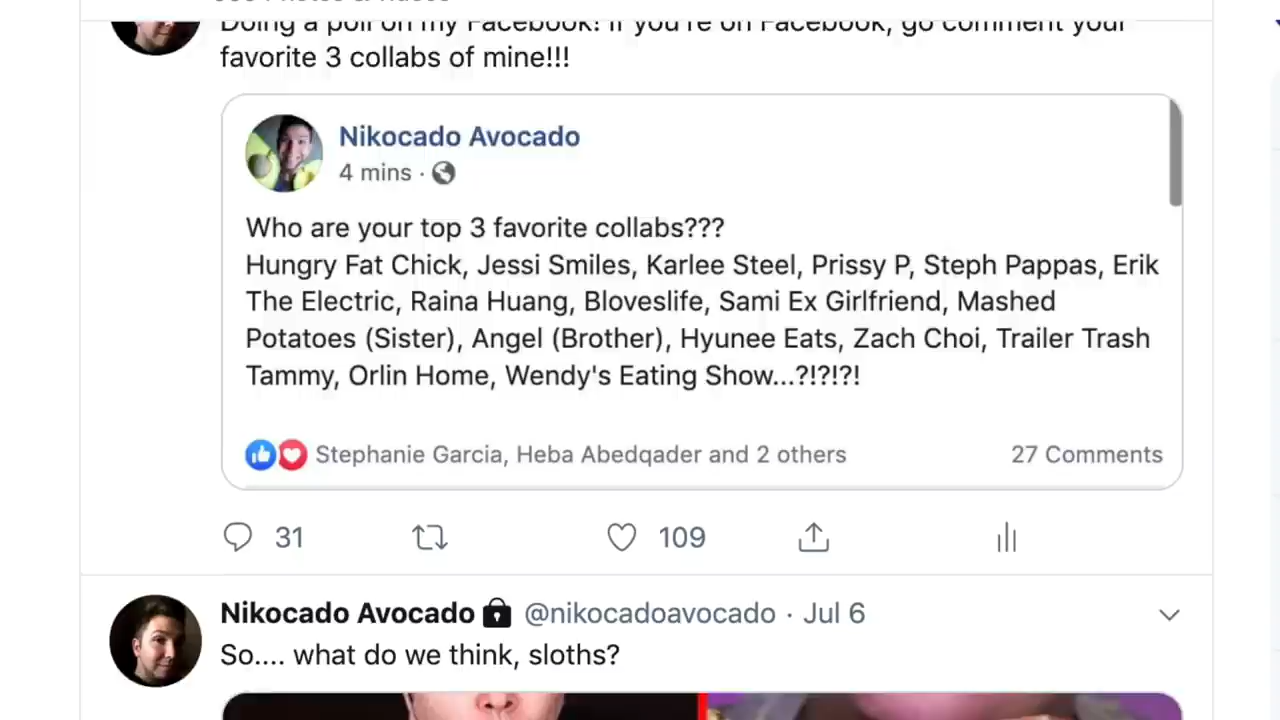 Doing a poll on my Facebook! If you're on Facebook, go comment your
favorite 3 collabs of mine!!!
Nikocado Avocado
4 mins ·
Who are your top 3 favorite collabs???
Hungry Fat Chick, Jessi Smiles, Karlee Steel, Prissy P, Steph Pappas, Erik
The Electric, Raina Huang, Bloveslife, Sami Ex Girlfriend, Mashed
Potatoes (Sister), Angel (Brother), Hyunee Eats, Zach Choi, Trailer Trash
Tammy, Orlin Home, Wendy's Eating Show...?!?!?!
Stephanie Garcia, Heba Abedqader and 2 others 27 Comments
31 109
Nikocado Avocado @nikocadoavocado · Jul 6
So.... what do we think, sloths?